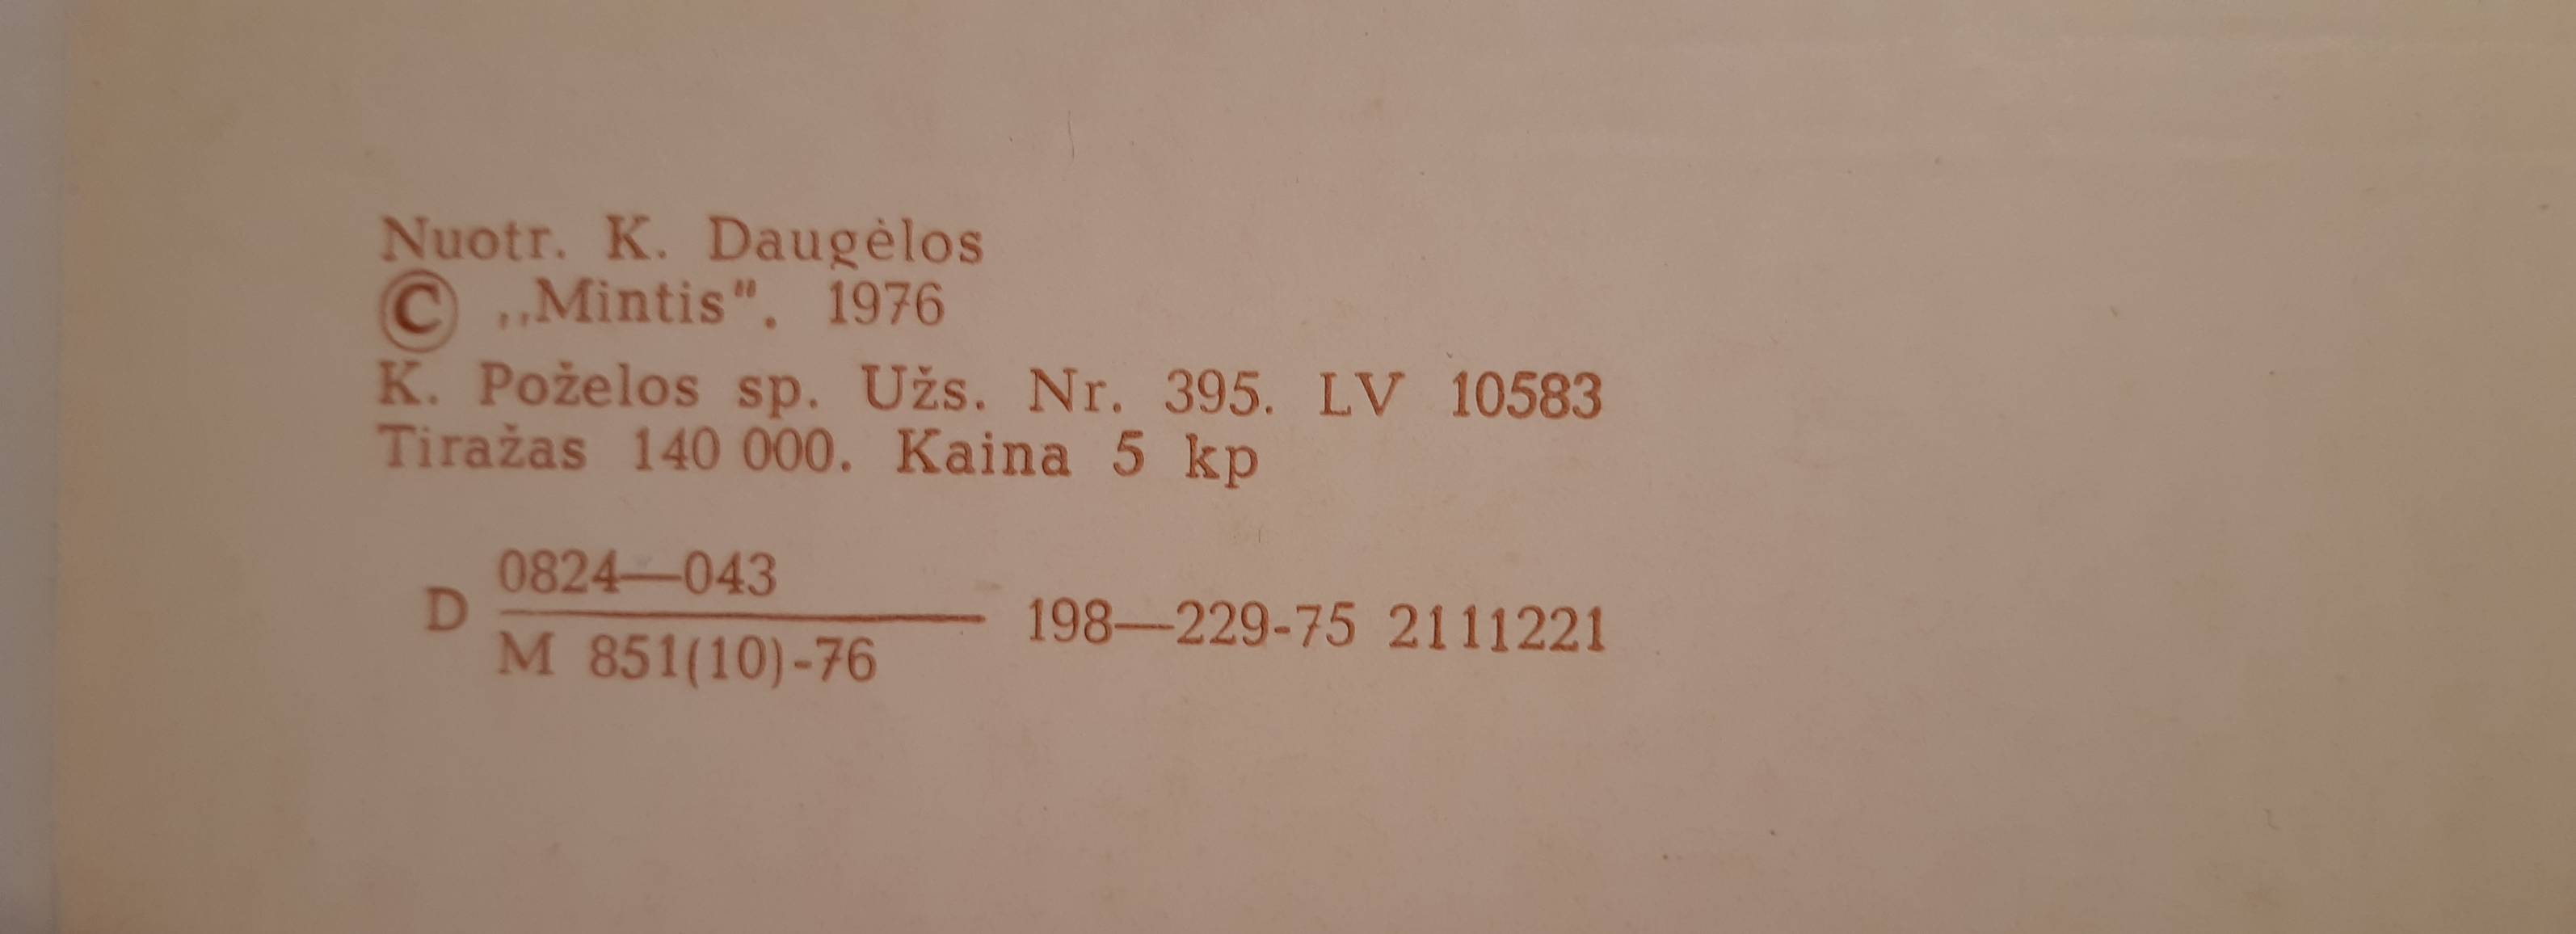 Nuotr. K. Daugėlos
© ,,Mintis". 1976
K. Poželos sp. Užs. Nr. 395. LV 10583
Tiražas 140 000. Kaina 5 kp
0824—043
D 198—229-75 2111221
M 851(10)-76